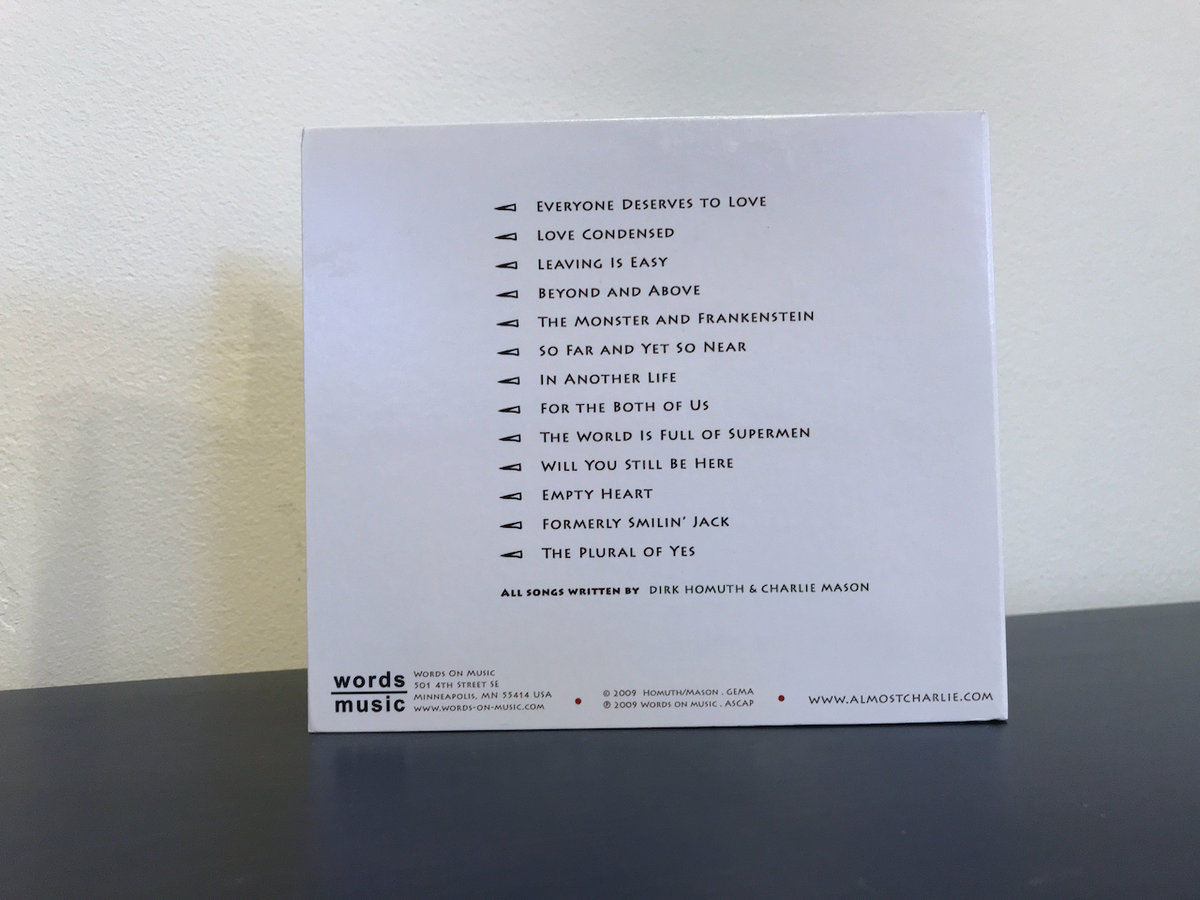 Everyone Deserves to Love
Love Condensed
Leaving Is Easy
Beyond and Above
The Monster and Frankenstein
So Far and Yet So Near
In Another Life
For the Both of Us
The World Is Full of Supermen
Will You Still Be Here
Empty Heart
Formerly Smilin' Jack
The Plural of Yes
All songs written by Dirk Homuth & Charlie Mason
words
music
Words On Music
501 4th Street SE
Minneapolis, MN 55414 USA
www.words-on-music.com
© 2009 Homuth/Mason . GEMA
℗ 2009 Words on Music . ASCAP
www.almostcharlie.com